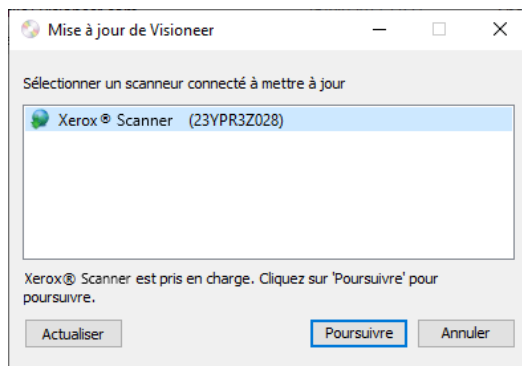 Mise à jour de Visioneer
Sélectionner un scanneur connecté à mettre à jour
Xerox® Scanner (23YPR3Z028)
Xerox® Scanner est pris en charge. Cliquez sur 'Poursuivre' pour
poursuivre.
Actualiser Poursuivre Annuler